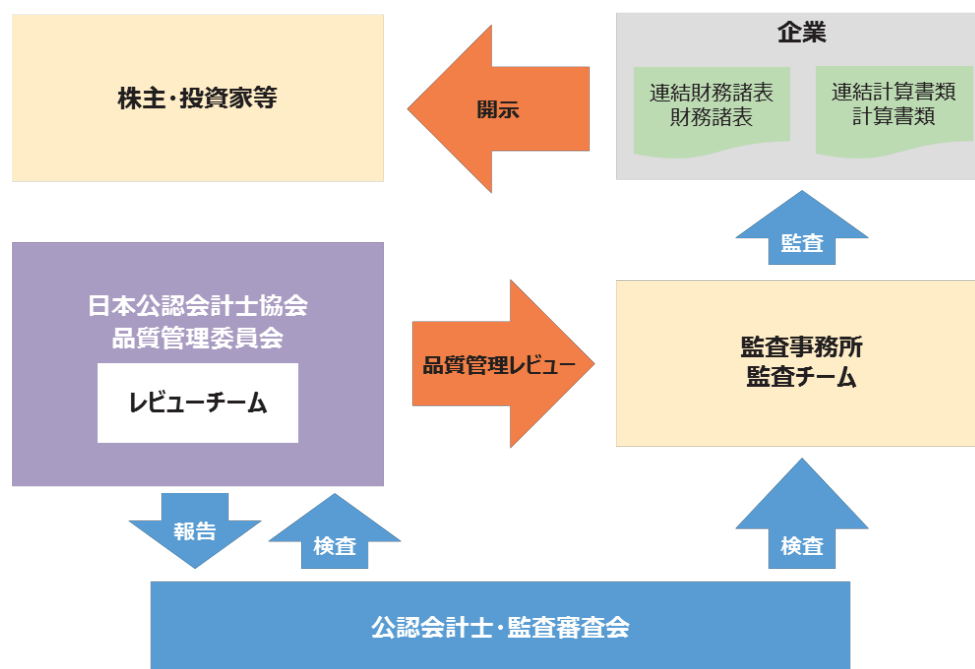 株主・投資家等
開示
企業
連結財務諸表
財務諸表
連結計算書類
計算書類
監査
日本公認会計士協会
品質管理委員会
レビューチーム
品質管理レビュー
監査事務所
監査チーム
報告
検査
検査
公認会計士・監査審査会